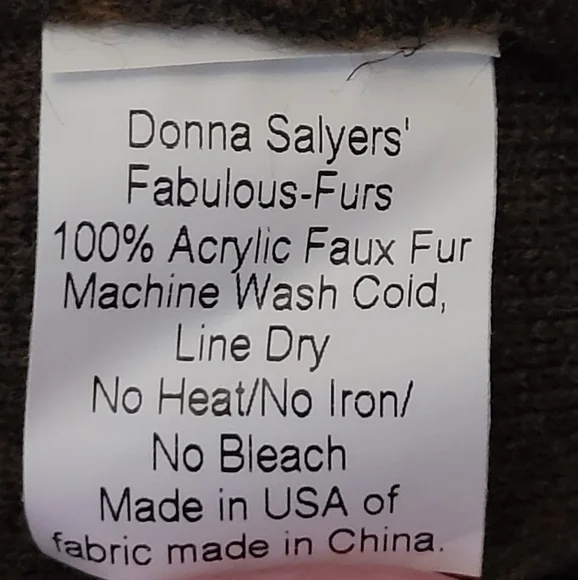 Donna Salyers'
Fabulous-Furs
100% Acrylic Faux Fur
Machine Wash Cold,
Line Dry
No Heat/No Iron/
No Bleach
Made in USA of
fabric made in China.